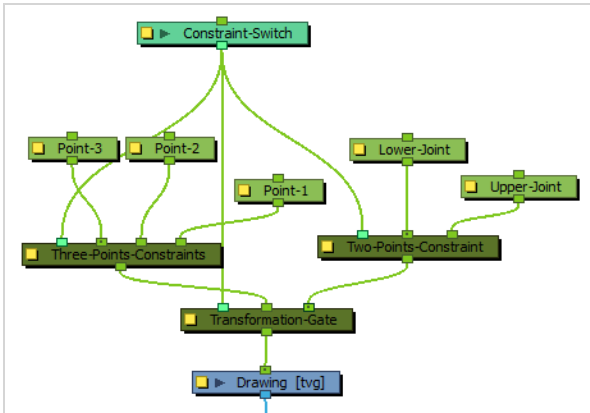 Constraint-Switch
Point-3
Point-2
Lower-Joint
Point-1
Upper-Joint
Three-Points-Constraints
Two-Points-Constraint
Transformation-Gate
Drawing [tvg]